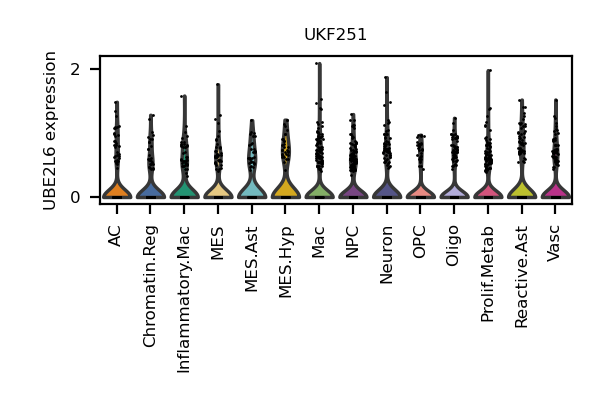 UKF251
UBE2L6 expression
2
0
AC
Chromatin.Reg
Inflammatory.Mac
MES
MES.Ast
MES.Hyp
Mac
NPC
Neuron
OPC
Oligo
Prolif.Metab
Reactive.Ast
Vasc